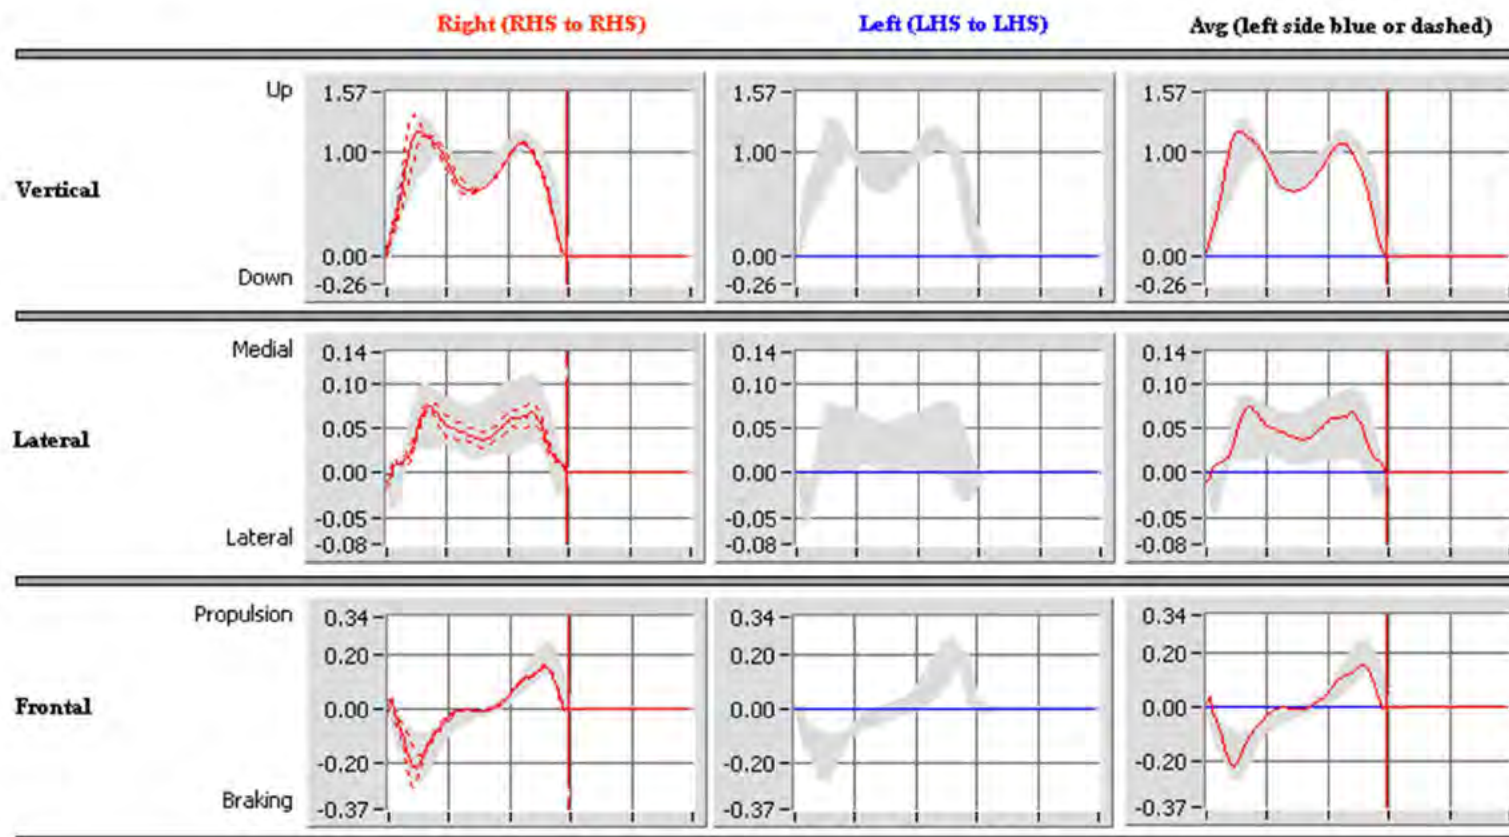 Right (RHS to RHS) Left (LHS to LHS) Avg (left side blue or dashed)
Vertical
Up
Down
1.57 1.57 1.57
1.00 1.00 1.00
0.00 0.00 0.00
-0.26 -0.26 -0.26
Lateral
Medial
Lateral
0.14 0.14 0.14
0.10 0.10 0.10
0.05 0.05 0.05
0.00 0.00 0.00
-0.05 -0.05 -0.05
-0.08 -0.08 -0.08
Frontal
Propulsion
Braking
0.34 0.34 0.34
0.20 0.20 0.20
0.00 0.00 0.00
-0.20 -0.20 -0.20
-0.37 -0.37 -0.37